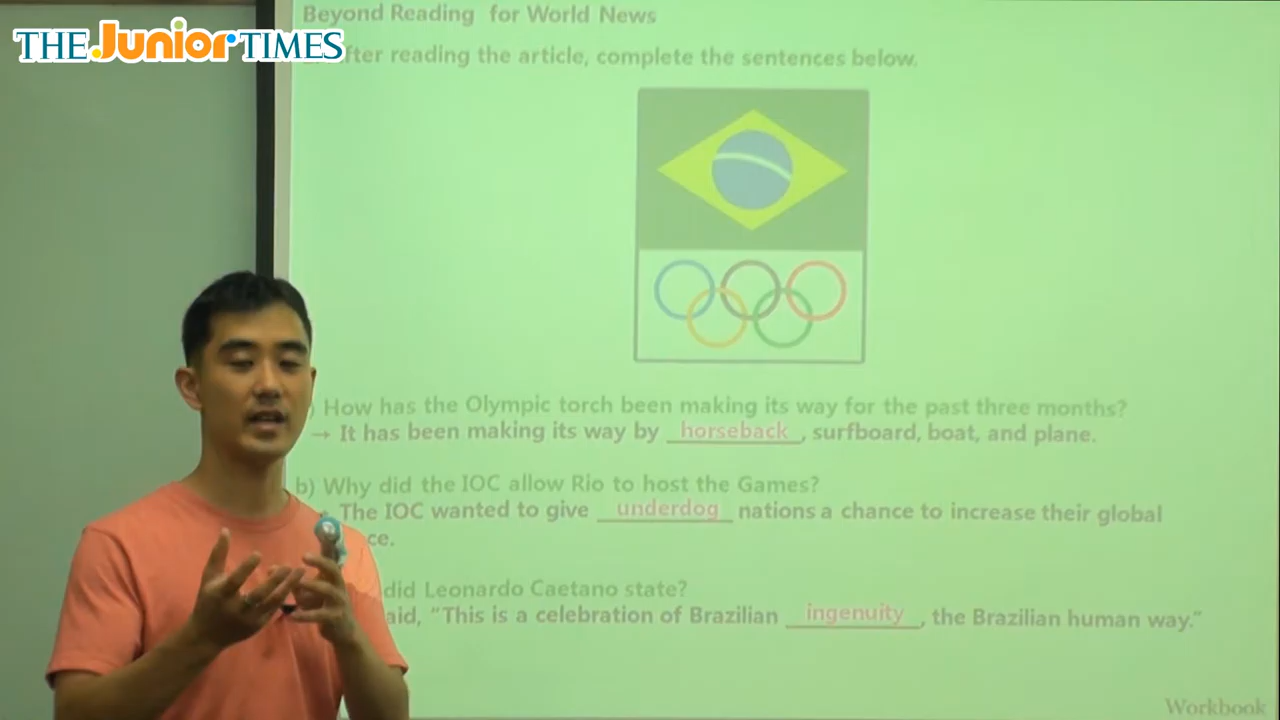 Beyond Reading for World News
THE Junior TIMES
fter reading the article, complete the sentences below.
) How has the Olympic torch been making its way for the past three months?
→ It has been making its way by horseback, surfboard, boat, and plane.
b) Why did the IOC allow Rio to host the Games?
The IOC wanted to give underdog nations a chance to increase their global
ce.
did Leonardo Caetano state?
aid, "This is a celebration of Brazilian ingenuity, the Brazilian human way."
Workbook